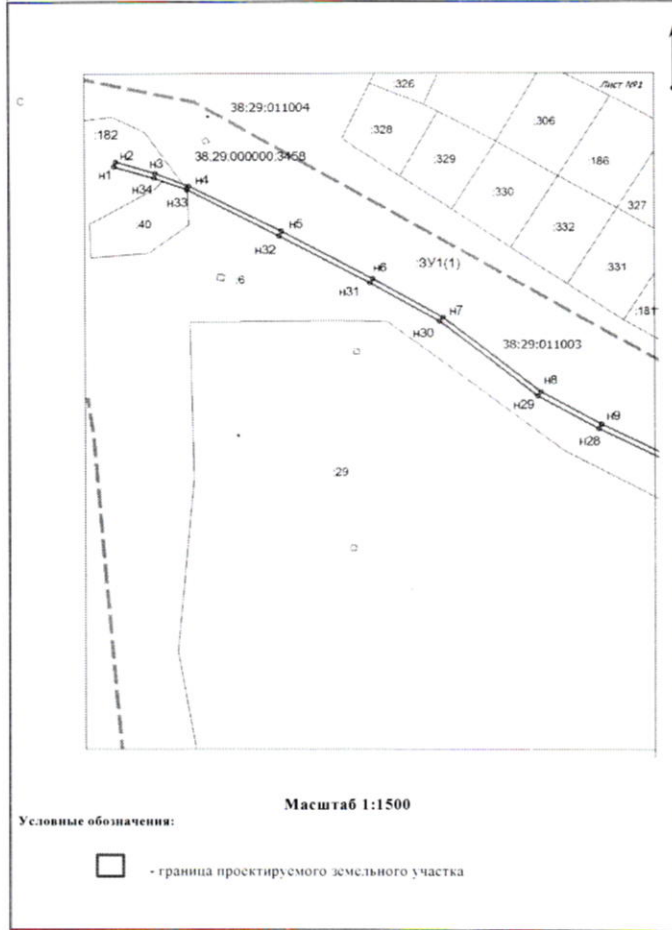 Лист №1
:326
38:29:011004
:306
:328
:182
:186
38:29:000000:3458
:329
н2
н3
н1
н34
н4
:330
н33
:327
:40
:332
н5
н32
ЗУ1(1)
:331
н6
:6
н31
:181
н7
н30
38:29:011003
н8
н29
н9
н28
:29
Масштаб 1:1500
Условные обозначения:
- граница проектируемого земельного участка